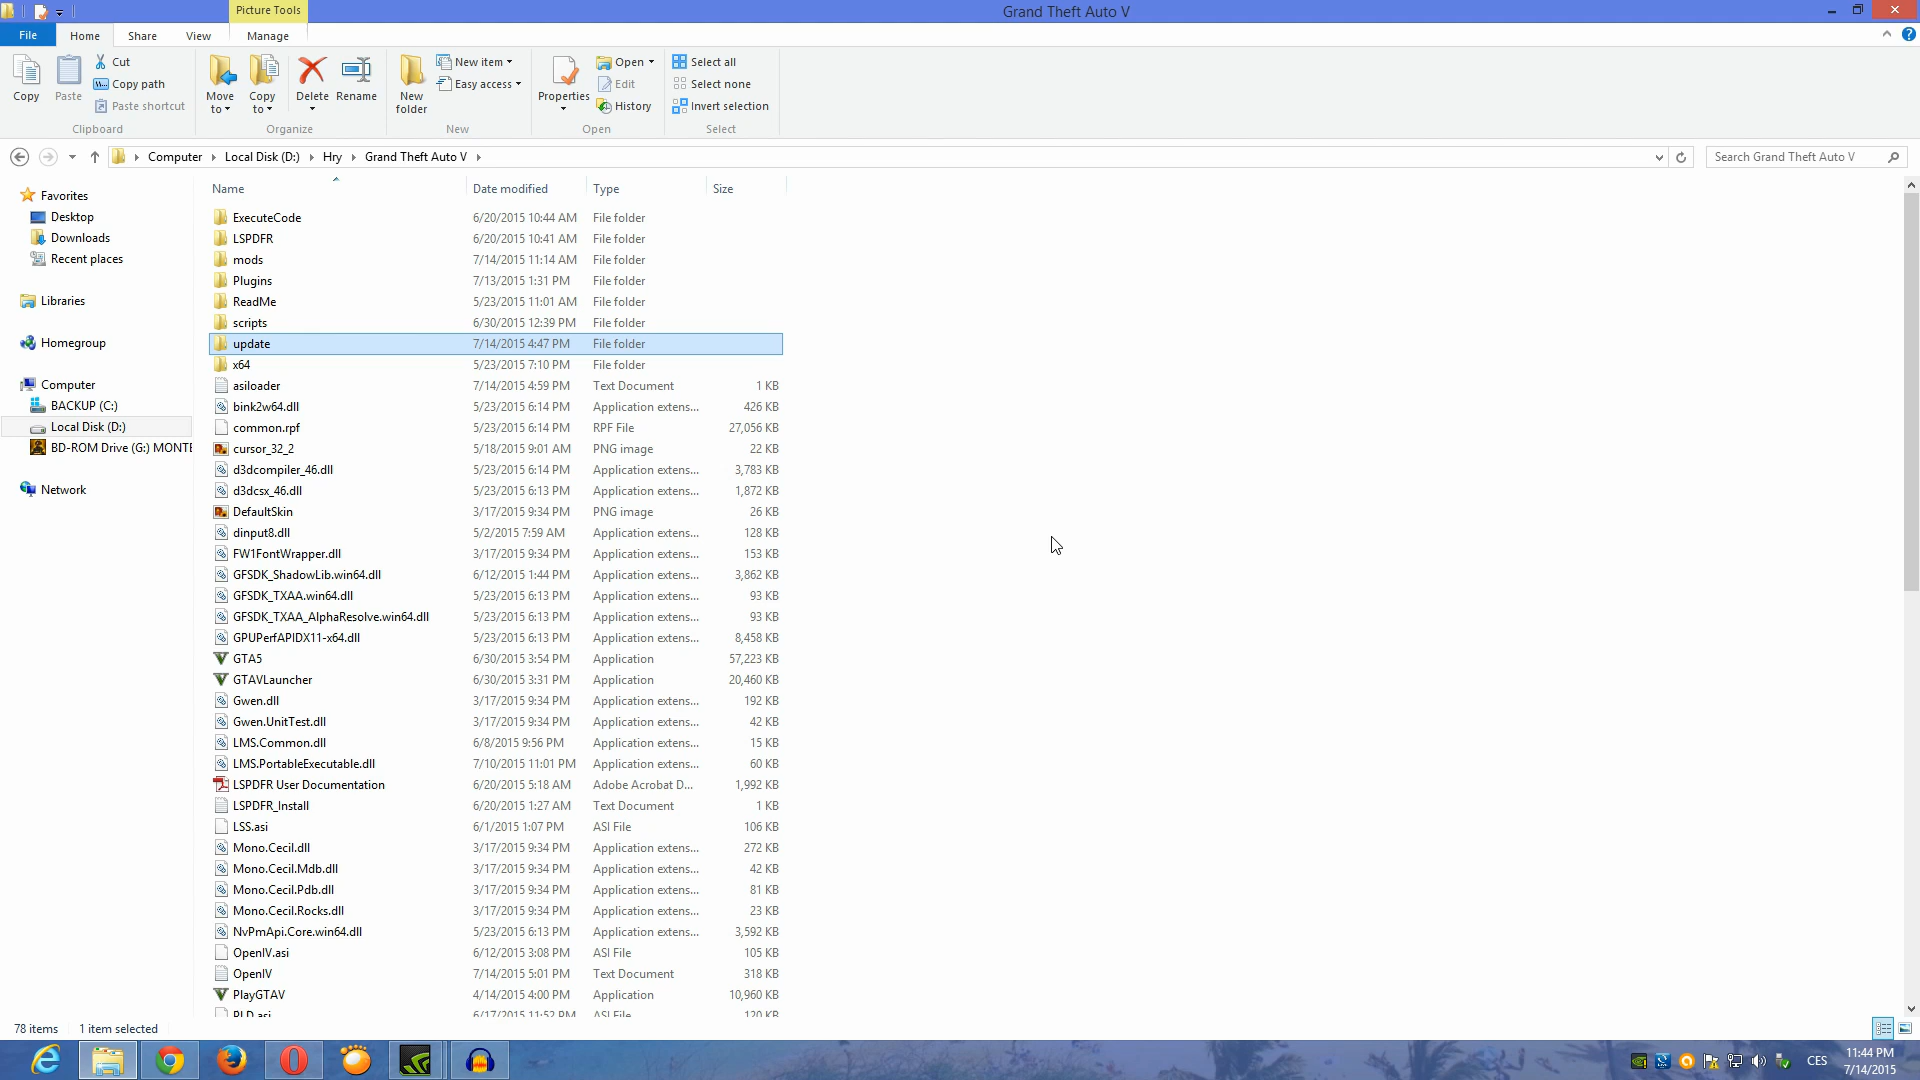 Picture Tools
Grand Theft Auto V
File
Home
Share
View
Manage
Copy
Paste
Cut
Copy path
Paste shortcut
Clipboard
Move to
Copy to
Delete
Rename
Organize
New folder
New item
Easy access
New
Properties
Open
Edit
History
Open
Select all
Select none
Invert selection
Select
Computer
Local Disk (D:)
Hry
Grand Theft Auto V
Search Grand Theft Auto V
Favorites
Desktop
Downloads
Recent places
Libraries
Homegroup
Computer
BACKUP (C:)
Local Disk (D:)
BD-ROM Drive (G:) MONTE
Network
Name Date modified Type Size
ExecuteCode 6/20/2015 10:44 AM File folder
LSPDFR 6/20/2015 10:41 AM File folder
mods 7/14/2015 11:14 AM File folder
Plugins 7/13/2015 1:31 PM File folder
ReadMe 5/23/2015 11:01 AM File folder
scripts 6/30/2015 12:39 PM File folder
update 7/14/2015 4:47 PM File folder
x64 5/23/2015 7:10 PM File folder
asiloader 7/14/2015 4:59 PM Text Document 1 KB
bink2w64.dll 5/23/2015 6:14 PM Application extens... 426 KB
common.rpf 5/23/2015 6:14 PM RPF File 27,056 KB
cursor_32_2 5/18/2015 9:01 AM PNG image 22 KB
d3dcompiler_46.dll 5/23/2015 6:14 PM Application extens... 3,783 KB
d3dcsx_46.dll 5/23/2015 6:13 PM Application extens... 1,872 KB
DefaultSkin 3/17/2015 9:34 PM PNG image 26 KB
dinput8.dll 5/2/2015 7:59 AM Application extens... 128 KB
FW1FontWrapper.dll 3/17/2015 9:34 PM Application extens... 153 KB
GFSDK_ShadowLib.win64.dll 6/12/2015 1:44 PM Application extens... 3,862 KB
GFSDK_TXAA.win64.dll 5/23/2015 6:13 PM Application extens... 93 KB
GFSDK_TXAA_AlphaResolve.win64.dll 5/23/2015 6:13 PM Application extens... 93 KB
GPUPerfAPIDX11-x64.dll 5/23/2015 6:13 PM Application extens... 8,458 KB
GTA5 6/30/2015 3:54 PM Application 57,223 KB
GTAVLauncher 6/30/2015 3:31 PM Application 20,460 KB
Gwen.dll 3/17/2015 9:34 PM Application extens... 192 KB
Gwen.UnitTest.dll 3/17/2015 9:34 PM Application extens... 42 KB
LMS.Common.dll 6/8/2015 9:56 PM Application extens... 15 KB
LMS.PortableExecutable.dll 7/10/2015 11:01 PM Application extens... 60 KB
LSPDFR User Documentation 6/20/2015 5:18 AM Adobe Acrobat D... 1,992 KB
LSPDFR_Install 6/20/2015 1:27 AM Text Document 1 KB
LSS.asi 6/1/2015 1:07 PM ASI File 106 KB
Mono.Cecil.dll 3/17/2015 9:34 PM Application extens... 272 KB
Mono.Cecil.Mdb.dll 3/17/2015 9:34 PM Application extens... 42 KB
Mono.Cecil.Pdb.dll 3/17/2015 9:34 PM Application extens... 81 KB
Mono.Cecil.Rocks.dll 3/17/2015 9:34 PM Application extens... 23 KB
NvPmApi.Core.win64.dll 5/23/2015 6:13 PM Application extens... 3,592 KB
OpenIV.asi 6/12/2015 3:08 PM ASI File 105 KB
OpenIV 7/14/2015 5:01 PM Text Document 318 KB
PlayGTAV 4/14/2015 4:00 PM Application 10,960 KB
PLD.asi 6/17/2015 11:52 PM ASI File 120 KB
78 items 1 item selected
CES
11:44 PM
7/14/2015